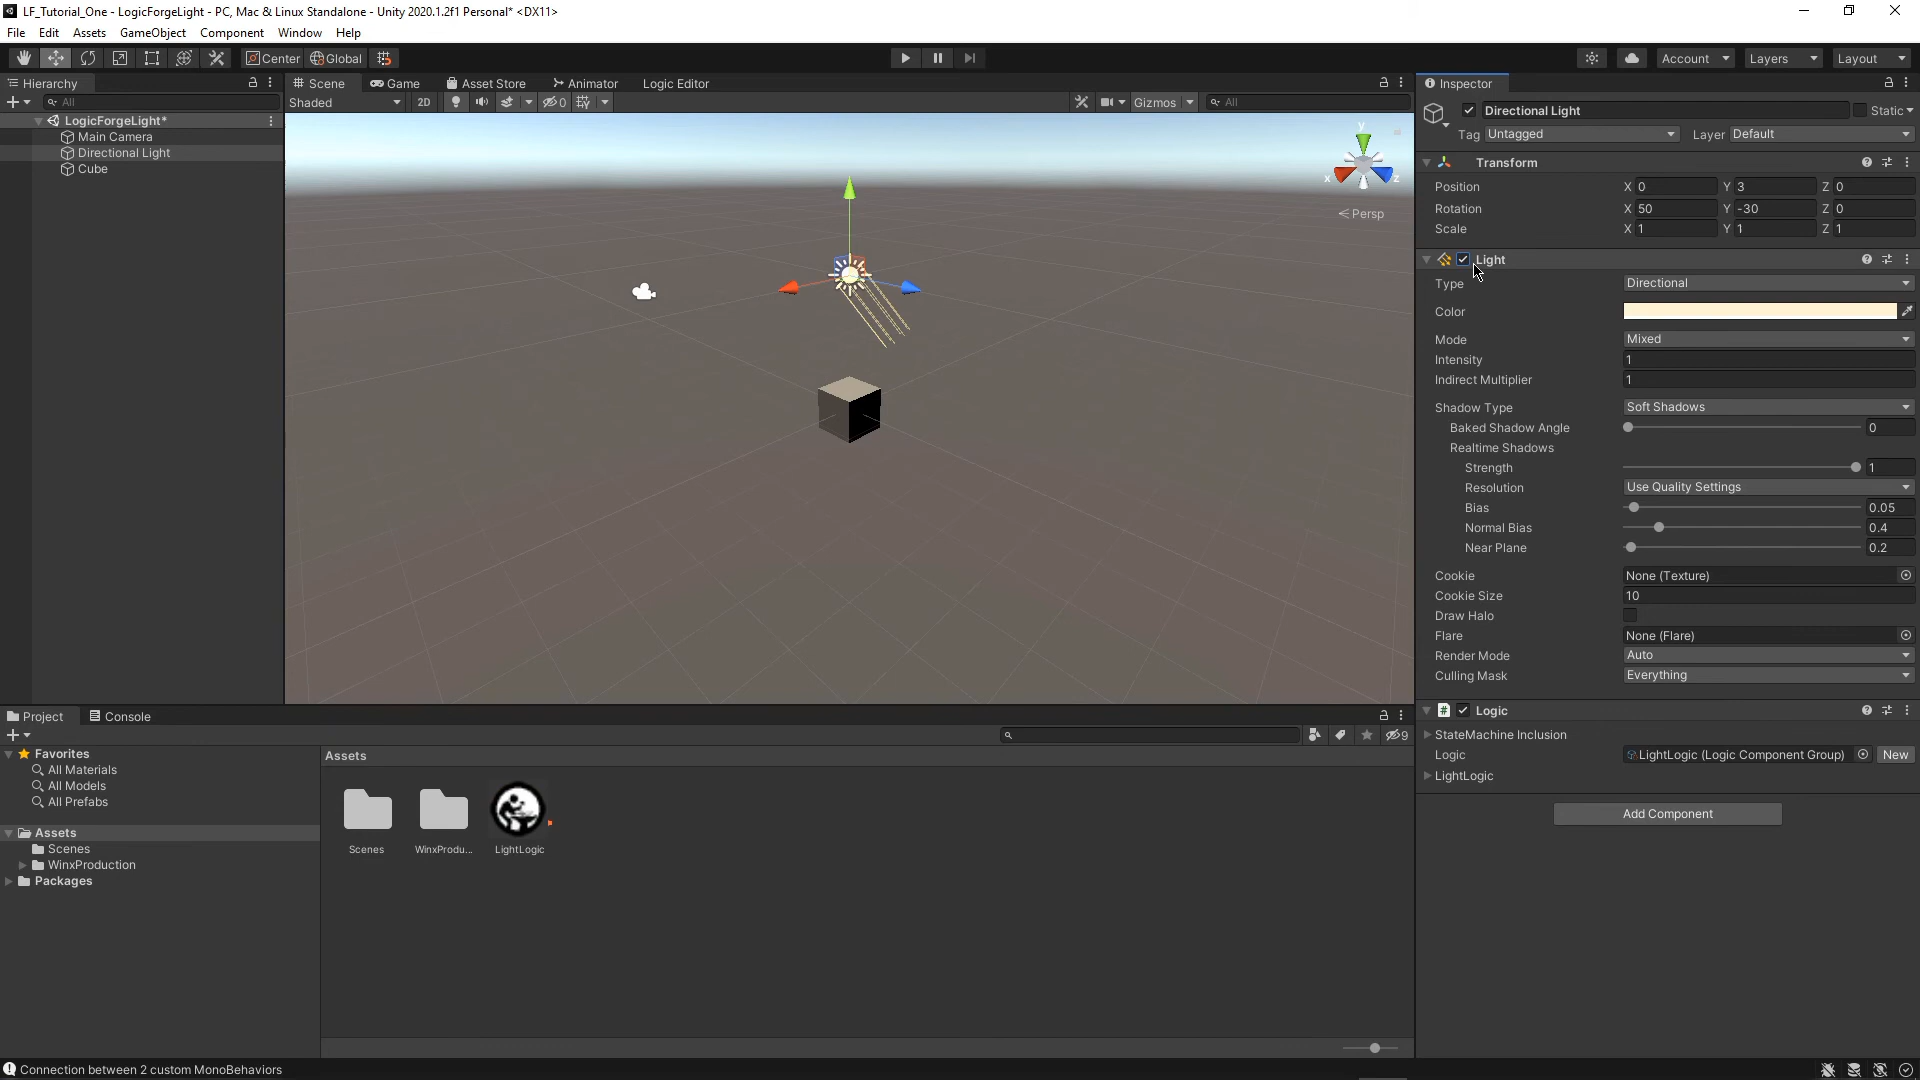 LF_Tutorial_One - LogicForgeLight - PC, Mac & Linux Standalone - Unity 2020.1.2f1 Personal* <DX11>
File Edit Assets GameObject Component Window Help
Center Global Account Layers Layout
Hierarchy
All
LogicForgeLight*
Main Camera
Directional Light
Cube
Scene Game Asset Store Animator Logic Editor
Shaded 2D 0 Gizmos All
y
x z
Persp
Inspector
Directional Light Static
Tag Untagged Layer Default
Transform
Position X 0 Y 3 Z 0
Rotation X 50 Y -30 Z 0
Scale X 1 Y 1 Z 1
Light
Type Directional
Color
Mode Mixed
Intensity 1
Indirect Multiplier 1
Shadow Type Soft Shadows
Baked Shadow Angle 0
Realtime Shadows
Strength 1
Resolution Use Quality Settings
Bias 0.05
Normal Bias 0.4
Near Plane 0.2
Cookie None (Texture)
Cookie Size 10
Draw Halo
Flare None (Flare)
Render Mode Auto
Culling Mask Everything
# Logic
StateMachine Inclusion
Logic LightLogic (Logic Component Group) New
LightLogic
Add Component
Project Console
9
Favorites
All Materials
All Models
All Prefabs
Assets
Scenes
WinxProduction
Packages
Assets
Scenes WinxProdu... LightLogic
Connection between 2 custom MonoBehaviors